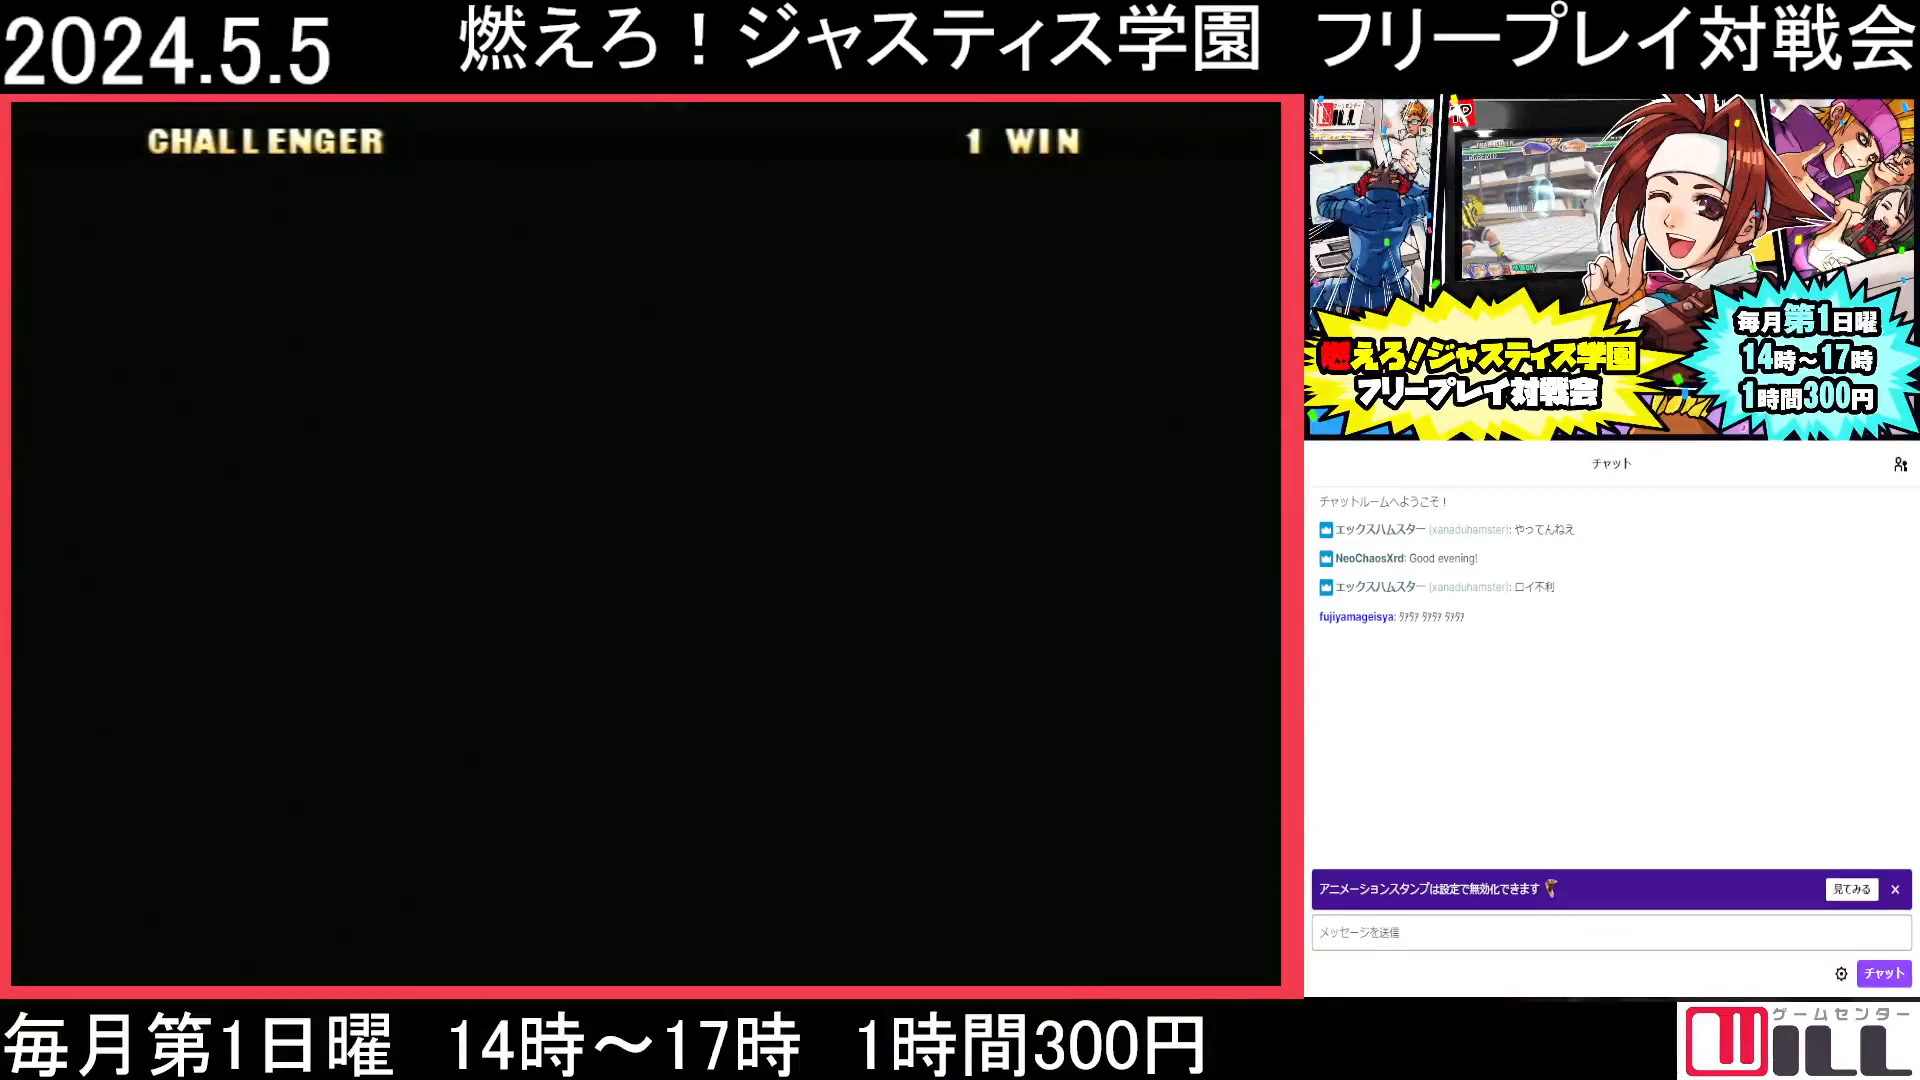 2024.5.5 燃えろ！ジャスティス学園 フリープレイ対戦会
CHALLENGER 1 WIN
毎月第1日曜
14時～17時
1時間300円
燃えろ!ジャスティス学園
フリープレイ対戦会
チャット
チャットルームへようこそ！
エックスハムスター (xanaduhamster): やってんねえ
NeoChaosXrd: Good evening!
エックスハムスター (xanaduhamster): ロイ不利
fujiyamageisya: ﾀｱﾀｱ ﾀｱﾀｱ ﾀｱﾀｱ
アニメーションスタンプは設定で無効化できます 見てみる
メッセージを送信
チャット
毎月第1日曜 14時～17時 1時間300円
ゲームセンター
WILL